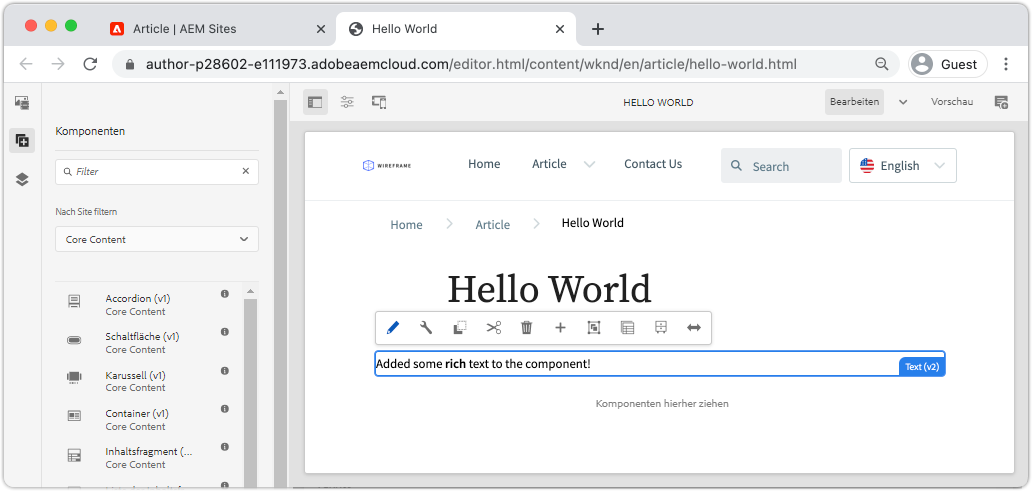 Article | AEM Sites
Hello World
author-p28602-e111973.adobeaemcloud.com/editor.html/content/wknd/en/article/hello-world.html
Guest
Komponenten
Filter
Nach Site filtern
Core Content
Accordion (v1)
Core Content
Schaltfläche (v1)
Core Content
Karussell (v1)
Core Content
Container (v1)
Core Content
Inhaltsfragment (...
Core Content
HELLO WORLD
Bearbeiten
Vorschau
WIREFRAME
Home
Article
Contact Us
Search
English
Home
Article
Hello World
Hello World
Added some rich text to the component!
Text (v2)
Komponenten hierher ziehen